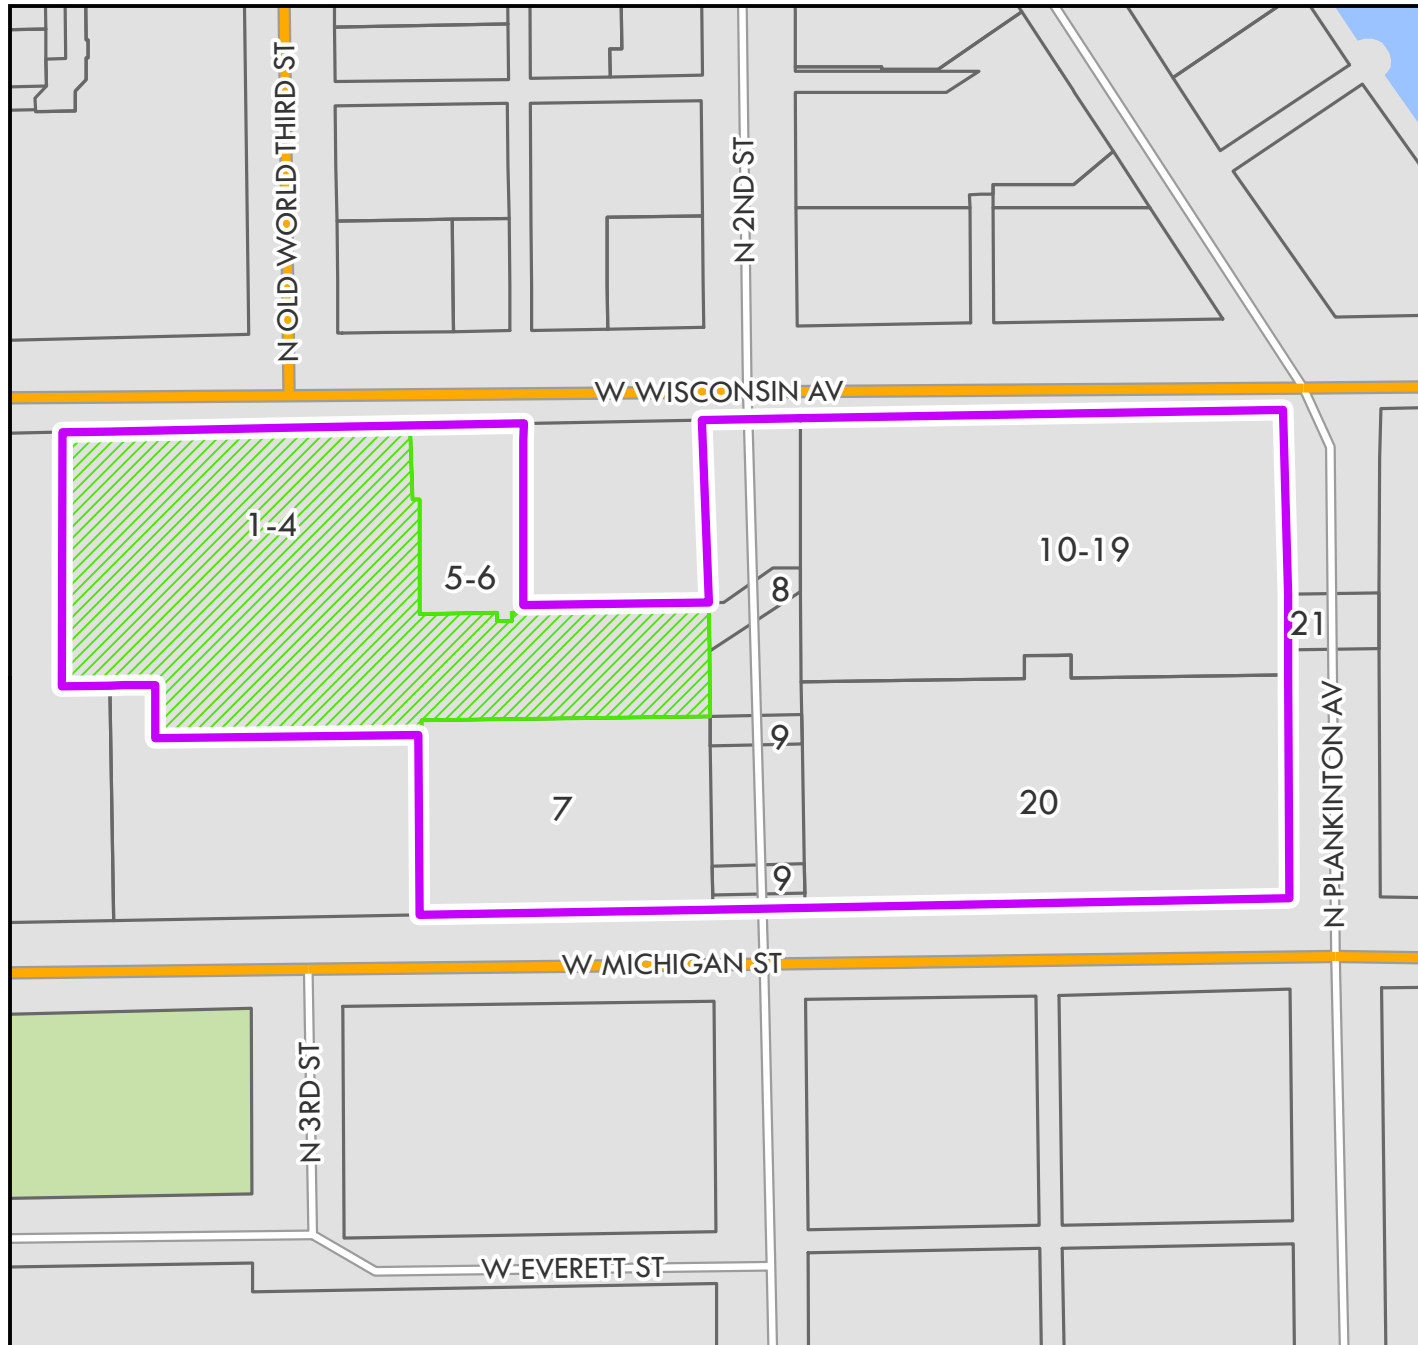 N OLD WORLD THIRD ST
N 2ND ST
W WISCONSIN AV
1-4
5-6
10-19
8
21
9
7
20
9
N PLANKINTON AV
W MICHIGAN ST
N 3RD ST
W EVERETT ST